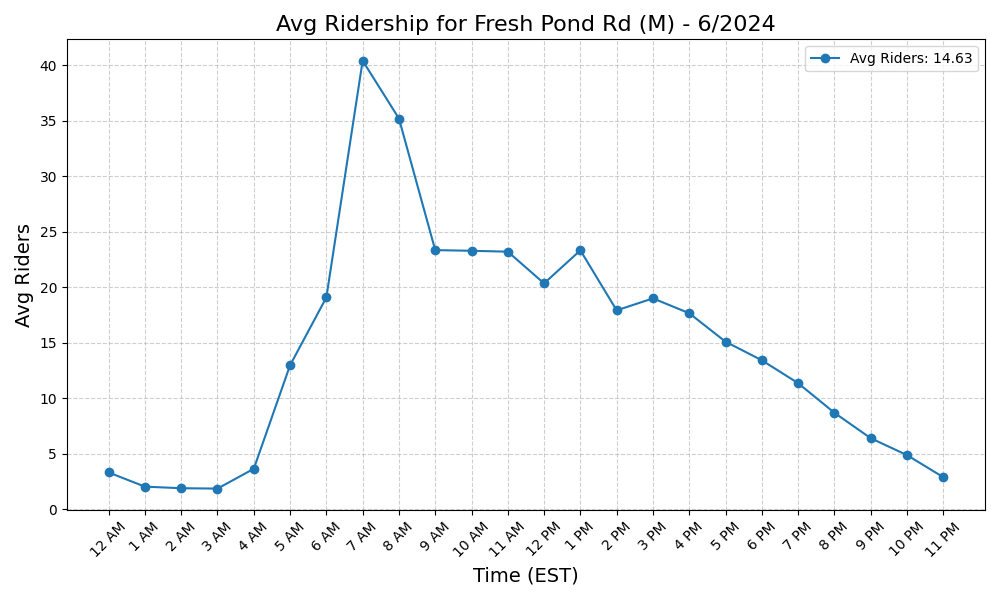 Avg Ridership for Fresh Pond Rd (M) - 6/2024
Avg Riders: 14.63
Avg Riders
40
35
30
25
20
15
10
5
0
12 AM
1 AM
2 AM
3 AM
4 AM
5 AM
6 AM
7 AM
8 AM
9 AM
10 AM
11 AM
12 PM
1 PM
2 PM
3 PM
4 PM
5 PM
6 PM
7 PM
8 PM
9 PM
10 PM
11 PM
Time (EST)